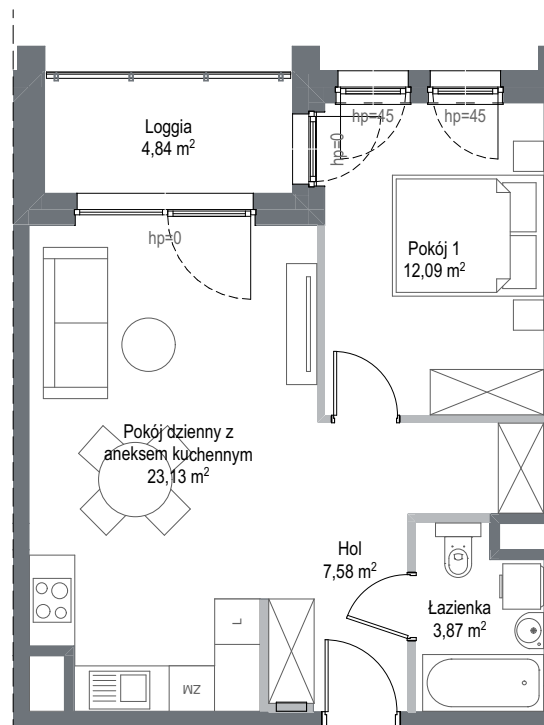 Loggia
4,84 m²
hp=45
hp=45
hp=0
hp=0
Pokój 1
12,09 m²
Pokój dzienny z
aneksem kuchennym
23,13 m²
Hol
7,58 m²
Łazienka
3,87 m²
L
ZM